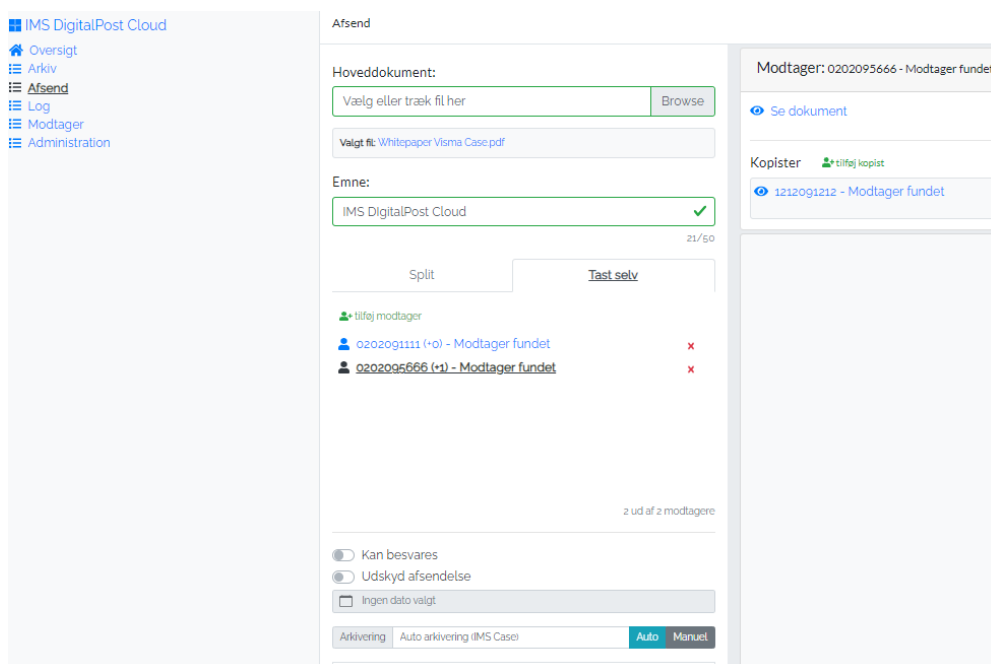 IMS DigitalPost Cloud
Oversigt
Arkiv
Afsend
Log
Modtager
Administration
Afsend
Hoveddokument:
Vælg eller træk fil her
Browse
Valgt fil: Whitepaper Visma Case.pdf
Emne:
IMS DIgitalPost Cloud
21/50
Split
Tast selv
tilføj modtager
0202091111 (+0) - Modtager fundet
x
0202095666 (+1) - Modtager fundet
x
2 ud af 2 modtagere
Kan besvares
Udskyd afsendelse
Ingen dato valgt
Arkivering
Auto arkivering (IMS Case)
Auto
Manuel
Modtager: 0202095666 - Modtager fundet
Se dokument
Kopister
tilføj kopist
1212091212 - Modtager fundet